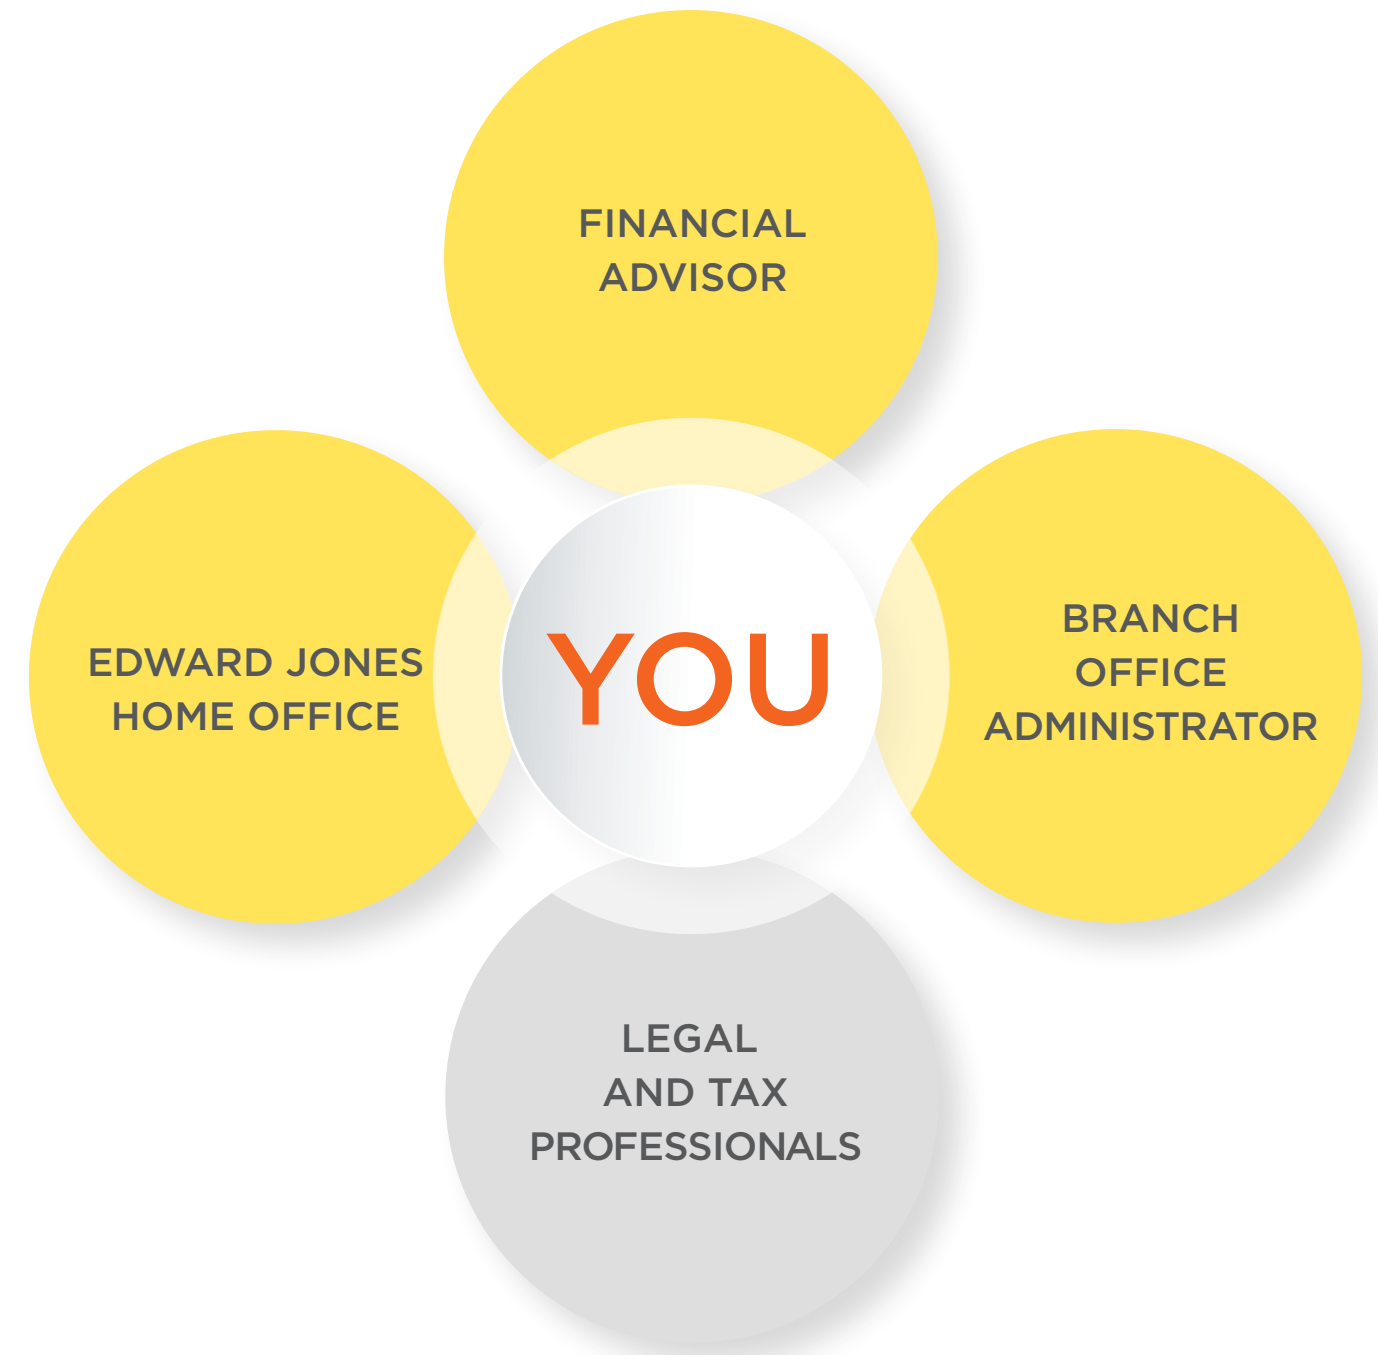 FINANCIAL
ADVISOR
EDWARD JONES
HOME OFFICE
YOU
BRANCH
OFFICE
ADMINISTRATOR
LEGAL
AND TAX
PROFESSIONALS